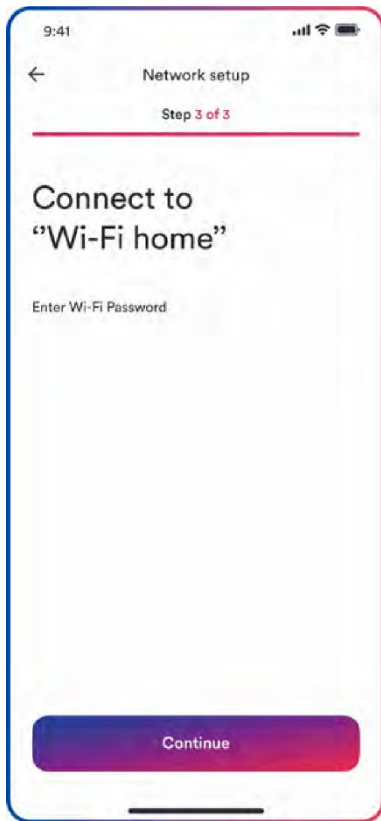 9:41
Network setup
Step 3 of 3
Connect to
‘’Wi-Fi home”
Enter Wi-Fi Password
Continue